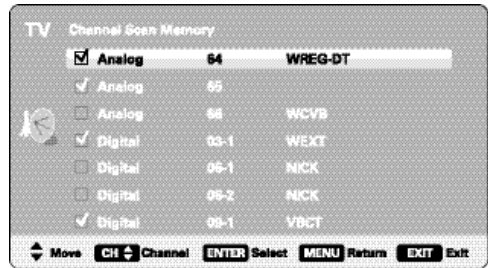 TV Channel Scan Memory
Analog 64 WREG-DT
Analog 65
Analog 66 WCVB
Digital 03-1 WEXT
Digital 06-1 NICK
Digital 06-2 NICK
Digital 09-1 VBCT
Move CH Channel ENTER Select MENU Return EXIT Exit